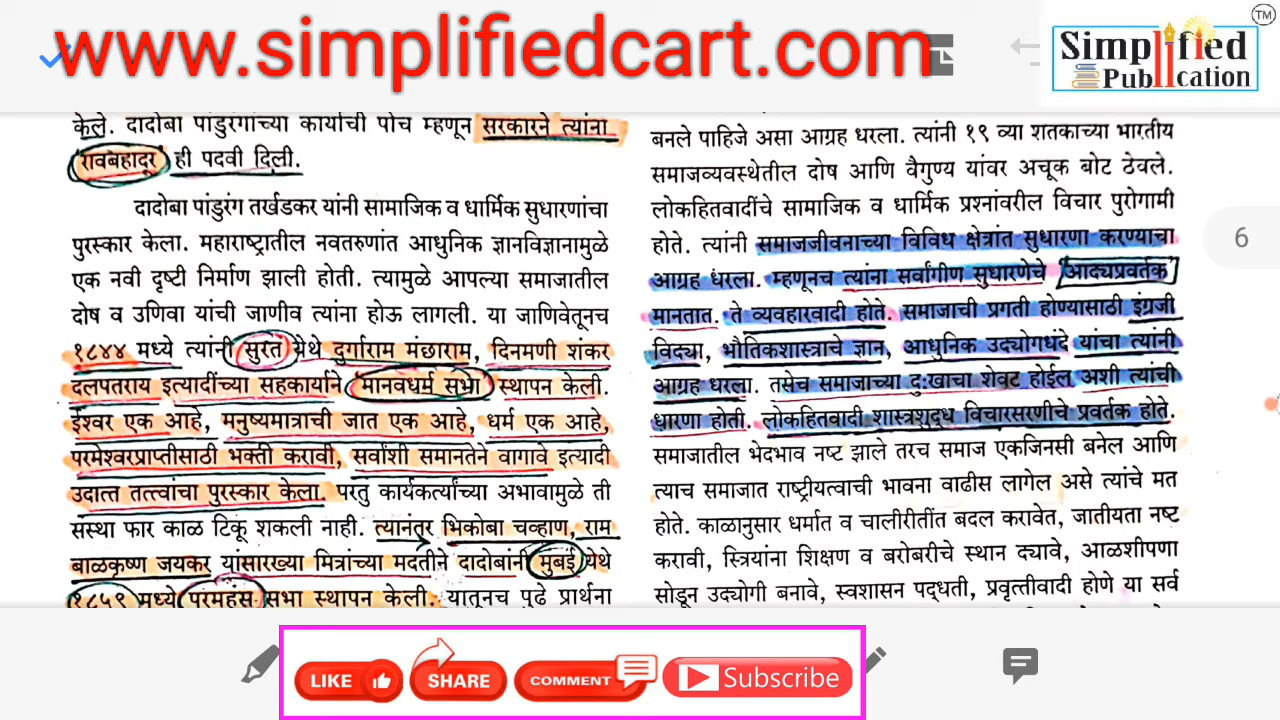 www.simplifiedcart.com
TM
Simplified
Publication
केले. दादोबा पांडुरंगांच्या कार्याची पोच म्हणून सरकारने त्यांना
रावबहादूर ही पदवी दिली.
दादोबा पांडुरंग तर्खडकर यांनी सामाजिक व धार्मिक सुधारणांचा
पुरस्कार केला. महाराष्ट्रातील नवतरुणांत आधुनिक ज्ञानविज्ञानामुळे
एक नवी दृष्टी निर्माण झाली होती. त्यामुळे आपल्या समाजातील
दोष व उणिवा यांची जाणीव त्यांना होऊ लागली. या जाणिवेतूनच
१८४४ मध्ये त्यांनी सुरत येथे दुर्गाराम मंछाराम, दिनमणी शंकर
दलपतराय इत्यादींच्या सहकार्याने मानवधर्म सभा स्थापन केली.
ईश्वर एक आहे, मनुष्यमात्राची जात एक आहे, धर्म एक आहे,
परमेश्वरप्राप्तीसाठी भक्ती करावी, सर्वांशी समानतेने वागावे इत्यादी
उदात्त तत्त्वांचा पुरस्कार केला. परंतु कार्यकर्त्यांच्या अभावामुळे ती
संस्था फार काळ टिकू शकली नाही. त्यानंतर भिकोबा चव्हाण, राम
बाळकृष्ण जयकर यांसारख्या मित्रांच्या मदतीने दादोबांनी मुंबई येथे
१८५९ मध्ये परमहंस सभा स्थापन केली. यातूनच पुढे प्रार्थना
बनले पाहिजे असा आग्रह धरला. त्यांनी १९ व्या शतकाच्या भारतीय
समाजव्यवस्थेतील दोष आणि वैगुण्य यांवर अचूक बोट ठेवले.
लोकहितवादींचे सामाजिक व धार्मिक प्रश्नांवरील विचार पुरोगामी
होते. त्यांनी समाजजीवनाच्या विविध क्षेत्रांत सुधारणा करण्याचा
आग्रह धरला. म्हणूनच त्यांना सर्वांगीण सुधारणेचे आद्यप्रवर्तक
मानतात. ते व्यवहारवादी होते. समाजाची प्रगती होण्यासाठी इंग्रजी
विद्या, भौतिकशास्त्राचे ज्ञान, आधुनिक उद्योगधंदे यांचा त्यांनी
आग्रह धरला. तसेच समाजाच्या दुःखाचा शेवट होईल अशी त्यांची
धारणा होती. लोकहितवादी शास्त्रशुद्ध विचारसरणीचे प्रवर्तक होते.
समाजातील भेदभाव नष्ट झाले तरच समाज एकजिनसी बनेल आणि
त्याच समाजात राष्ट्रीयत्वाची भावना वाढीस लागेल असे त्यांचे मत
होते. काळानुसार धर्मात व चालीरीतींत बदल करावेत, जातीयता नष्ट
करावी, स्त्रियांना शिक्षण व बरोबरीचे स्थान द्यावे, आळशीपणा
सोडून उद्योगी बनावे, स्वशासन पद्धती, प्रवृत्तीवादी होणे या सर्व
6
LIKE
SHARE
COMMENT
Subscribe